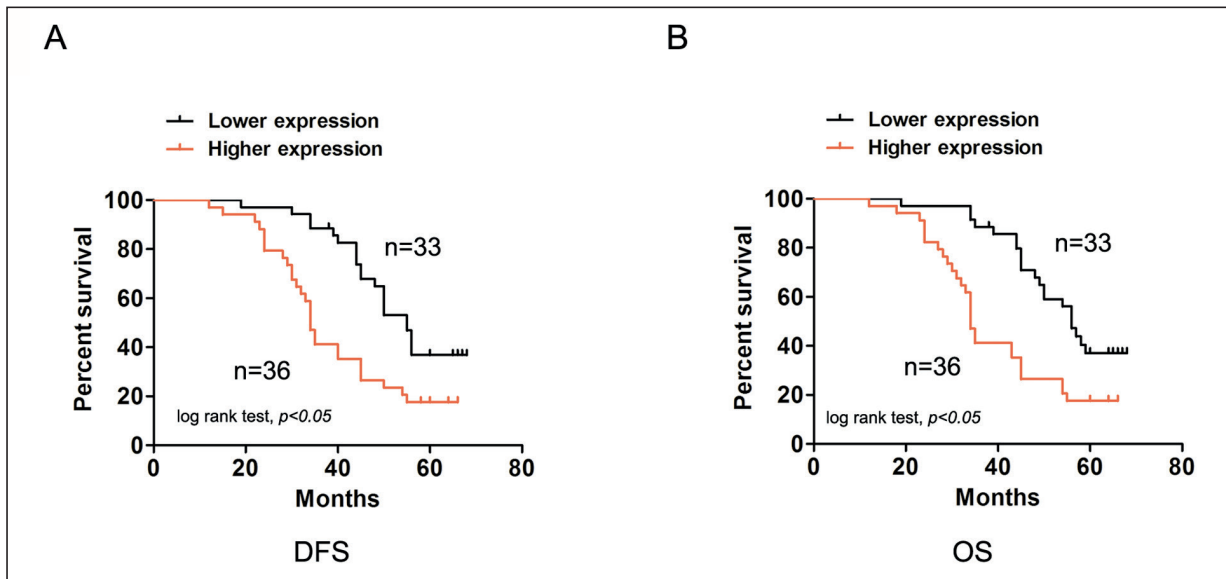 A
Lower expression
Higher expression
Percent survival
100
80
60
40
20
0
n=33
n=36
log rank test, p<0.05
0 20 40 60 80
Months
DFS
B
Lower expression
Higher expression
Percent survival
100
80
60
40
20
0
n=33
n=36
log rank test, p<0.05
0 20 40 60 80
Months
OS